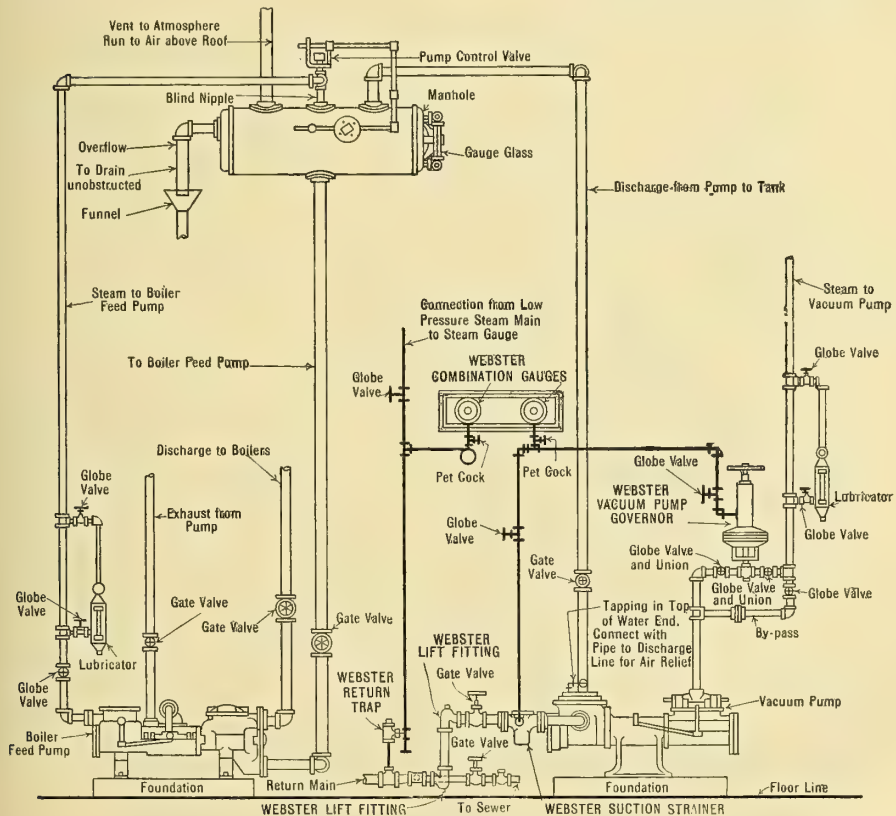 Vent to Atmosphere
Run to Air above Roof
Pump Control Valve
Blind Nipple
Manhole
Overflow
Gauge Glass
To Drain
unobstructed
Discharge from Pump to Tank
Funnel
Steam to Boiler
Feed Pump
Connection from Low
Pressure Steam Main
to Steam Gauge
Steam to
Vacuum Pump
To Boiler Feed Pump
WEBSTER
COMBINATION GAUGES
Globe Valve
Globe
Valve
Discharge to Boilers
Pet Cock
Pet Cock
Globe Valve
Globe
Valve
Exhaust from
Pump
WEBSTER
VACUUM PUMP
GOVERNOR
Lubricator
Globe
Valve
Globe Valve
Globe Valve
and Union
Gate
Valve
Globe Valve
and Union
Globe Valve
Globe
Valve
Gate Valve
Gate Valve
Gate Valve
Tapping in Top
of Water End.
Connect with
Pipe to Discharge
Line for Air Relief
By-pass
Lubricator
WEBSTER
LIFT FITTING
Globe
Valve
WEBSTER
RETURN
TRAP
Gate Valve
Vacuum Pump
Boiler
Feed Pump
Gate Valve
Foundation
Return Main
Foundation
Floor Line
WEBSTER LIFT FITTING
To Sewer
WEBSTER SUCTION STRAINER